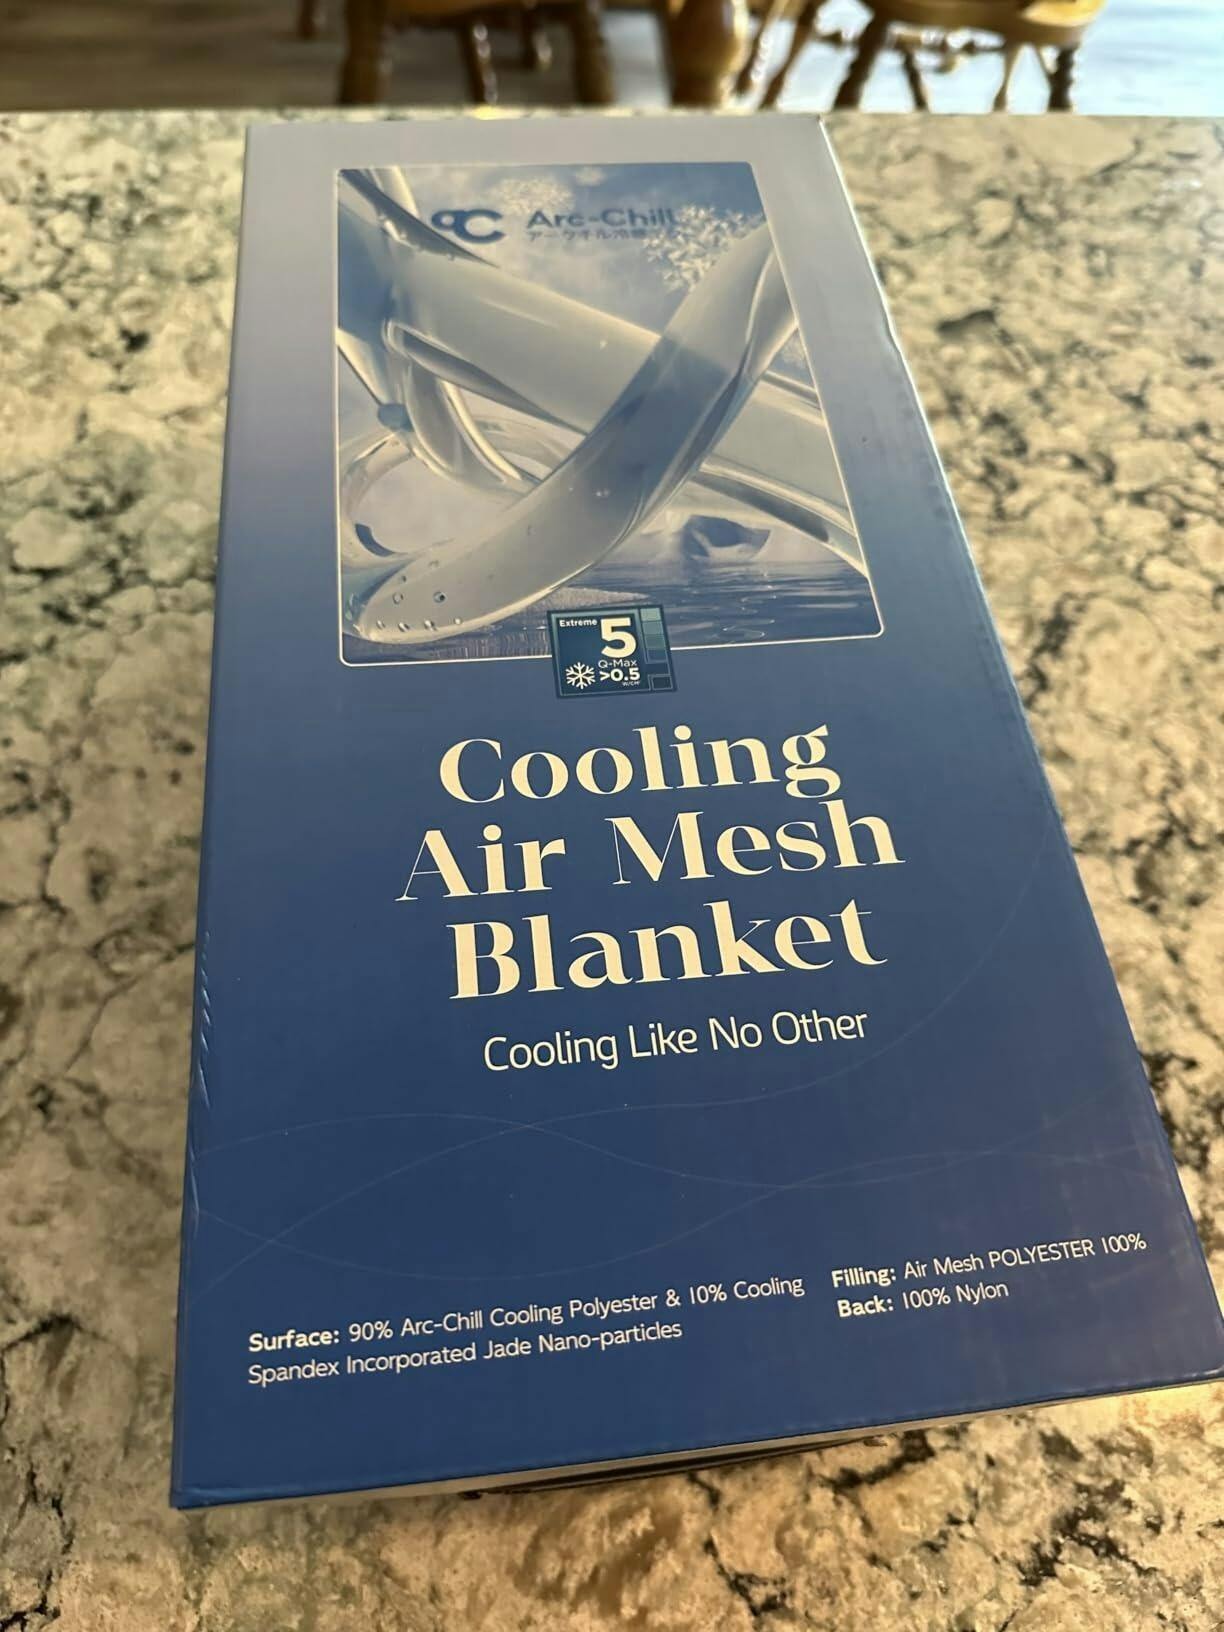 Arc-Chill
Extreme
5
Q-Max
>0.5
Cooling
Air Mesh
Blanket
Cooling Like No Other
Surface: 90% Arc-Chill Cooling Polyester & 10% Cooling
Spandex Incorporated Jade Nano-particles
Filling: Air Mesh POLYESTER 100%
Back: 100% Nylon